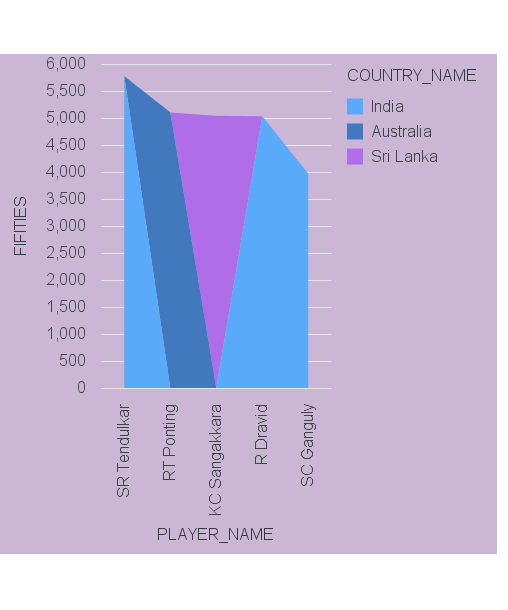 6,000
5,500
5,000
4,500
4,000
3,500
3,000
2,500
2,000
1,500
1,000
500
0
FIFITIES
SR Tendulkar
RT Ponting
KC Sangakkara
R Dravid
SC Ganguly
PLAYER_NAME
COUNTRY_NAME
India
Australia
Sri Lanka